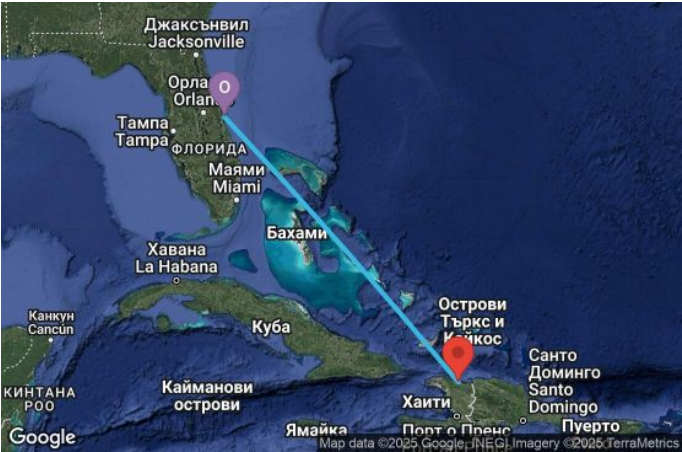 Джаксънвил
Jacksonville
O
Орла
Orlan
Тампа
Tampa
ФЛОРИДА
Маями
Miami
Бахами
Хавана
La Habana
Канкун
Cancún
Куба
Острови
Търкс и
Кайкос
КИНТАНА
РОО
Кайманови
острови
Санто
Доминго
Santo
Domingo
Хаити
Ямайка
Порт о Пренс
Пуерто
Google
Map data ©2025 Google, INEGI Imagery ©2025 TerraMetrics